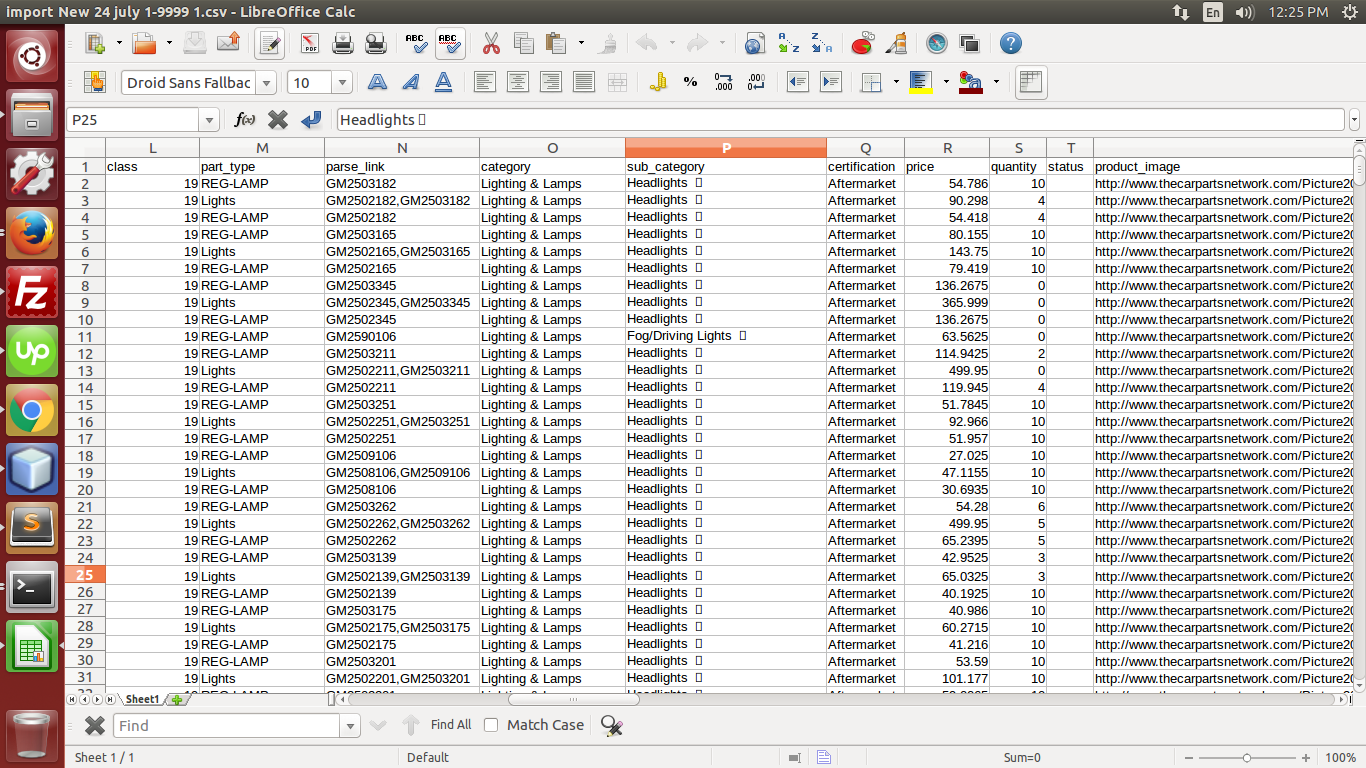 import New 24 july 1-9999 1.csv - LibreOffice Calc En 12:25 PM
Droid Sans Fallbac 10
P25 Headlights
L M N O P Q R S T
1 class part_type parse_link category sub_category certification price quantity status product_image
2 19 REG-LAMP GM2503182 Lighting & Lamps Headlights Aftermarket 54.786 10 http://www.thecarpartsnetwork.com/Picture20
3 19 Lights GM2502182,GM2503182 Lighting & Lamps Headlights Aftermarket 90.298 4 http://www.thecarpartsnetwork.com/Picture20
4 19 REG-LAMP GM2502182 Lighting & Lamps Headlights Aftermarket 54.418 4 http://www.thecarpartsnetwork.com/Picture20
5 19 REG-LAMP GM2503165 Lighting & Lamps Headlights Aftermarket 80.155 10 http://www.thecarpartsnetwork.com/Picture20
6 19 Lights GM2502165,GM2503165 Lighting & Lamps Headlights Aftermarket 143.75 10 http://www.thecarpartsnetwork.com/Picture20
7 19 REG-LAMP GM2502165 Lighting & Lamps Headlights Aftermarket 79.419 10 http://www.thecarpartsnetwork.com/Picture20
8 19 REG-LAMP GM2503345 Lighting & Lamps Headlights Aftermarket 136.2675 0 http://www.thecarpartsnetwork.com/Picture20
9 19 Lights GM2502345,GM2503345 Lighting & Lamps Headlights Aftermarket 365.999 0 http://www.thecarpartsnetwork.com/Picture20
10 19 REG-LAMP GM2502345 Lighting & Lamps Headlights Aftermarket 136.2675 0 http://www.thecarpartsnetwork.com/Picture20
11 19 REG-LAMP GM2590106 Lighting & Lamps Fog/Driving Lights Aftermarket 63.5625 0 http://www.thecarpartsnetwork.com/Picture20
12 19 REG-LAMP GM2503211 Lighting & Lamps Headlights Aftermarket 114.9425 2 http://www.thecarpartsnetwork.com/Picture20
13 19 Lights GM2502211,GM2503211 Lighting & Lamps Headlights Aftermarket 499.95 0 http://www.thecarpartsnetwork.com/Picture20
14 19 REG-LAMP GM2502211 Lighting & Lamps Headlights Aftermarket 119.945 4 http://www.thecarpartsnetwork.com/Picture20
15 19 REG-LAMP GM2503251 Lighting & Lamps Headlights Aftermarket 51.7845 10 http://www.thecarpartsnetwork.com/Picture20
16 19 Lights GM2502251,GM2503251 Lighting & Lamps Headlights Aftermarket 92.966 10 http://www.thecarpartsnetwork.com/Picture20
17 19 REG-LAMP GM2502251 Lighting & Lamps Headlights Aftermarket 51.957 10 http://www.thecarpartsnetwork.com/Picture20
18 19 REG-LAMP GM2509106 Lighting & Lamps Headlights Aftermarket 27.025 10 http://www.thecarpartsnetwork.com/Picture20
19 19 Lights GM2508106,GM2509106 Lighting & Lamps Headlights Aftermarket 47.1155 10 http://www.thecarpartsnetwork.com/Picture20
20 19 REG-LAMP GM2508106 Lighting & Lamps Headlights Aftermarket 30.6935 10 http://www.thecarpartsnetwork.com/Picture20
21 19 REG-LAMP GM2503262 Lighting & Lamps Headlights Aftermarket 54.28 6 http://www.thecarpartsnetwork.com/Picture20
22 19 Lights GM2502262,GM2503262 Lighting & Lamps Headlights Aftermarket 499.95 5 http://www.thecarpartsnetwork.com/Picture20
23 19 REG-LAMP GM2502262 Lighting & Lamps Headlights Aftermarket 65.2395 5 http://www.thecarpartsnetwork.com/Picture20
24 19 REG-LAMP GM2503139 Lighting & Lamps Headlights Aftermarket 42.9525 3 http://www.thecarpartsnetwork.com/Picture20
25 19 Lights GM2502139,GM2503139 Lighting & Lamps Headlights Aftermarket 65.0325 3 http://www.thecarpartsnetwork.com/Picture20
26 19 REG-LAMP GM2502139 Lighting & Lamps Headlights Aftermarket 40.1925 10 http://www.thecarpartsnetwork.com/Picture20
27 19 REG-LAMP GM2503175 Lighting & Lamps Headlights Aftermarket 40.986 10 http://www.thecarpartsnetwork.com/Picture20
28 19 Lights GM2502175,GM2503175 Lighting & Lamps Headlights Aftermarket 60.2715 10 http://www.thecarpartsnetwork.com/Picture20
29 19 REG-LAMP GM2502175 Lighting & Lamps Headlights Aftermarket 41.216 10 http://www.thecarpartsnetwork.com/Picture20
30 19 REG-LAMP GM2503201 Lighting & Lamps Headlights Aftermarket 53.59 10 http://www.thecarpartsnetwork.com/Picture20
31 19 Lights GM2502201,GM2503201 Lighting & Lamps Headlights Aftermarket 101.177 10 http://www.thecarpartsnetwork.com/Picture20
Sheet1
Find Find All Match Case
Sheet 1 / 1 Default Sum=0 100%